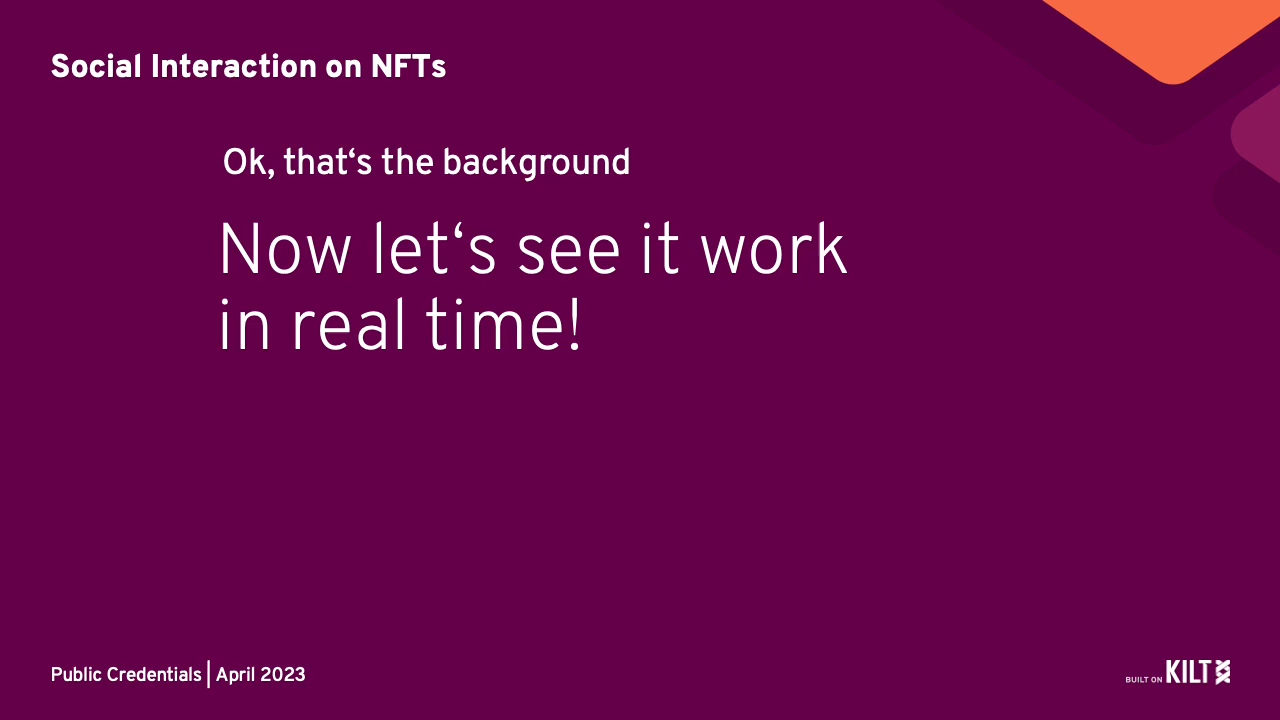 Social Interaction on NFTs
Ok, that‘s the background
Now let‘s see it work
in real time!
Public Credentials | April 2023
BUILT ON KILT